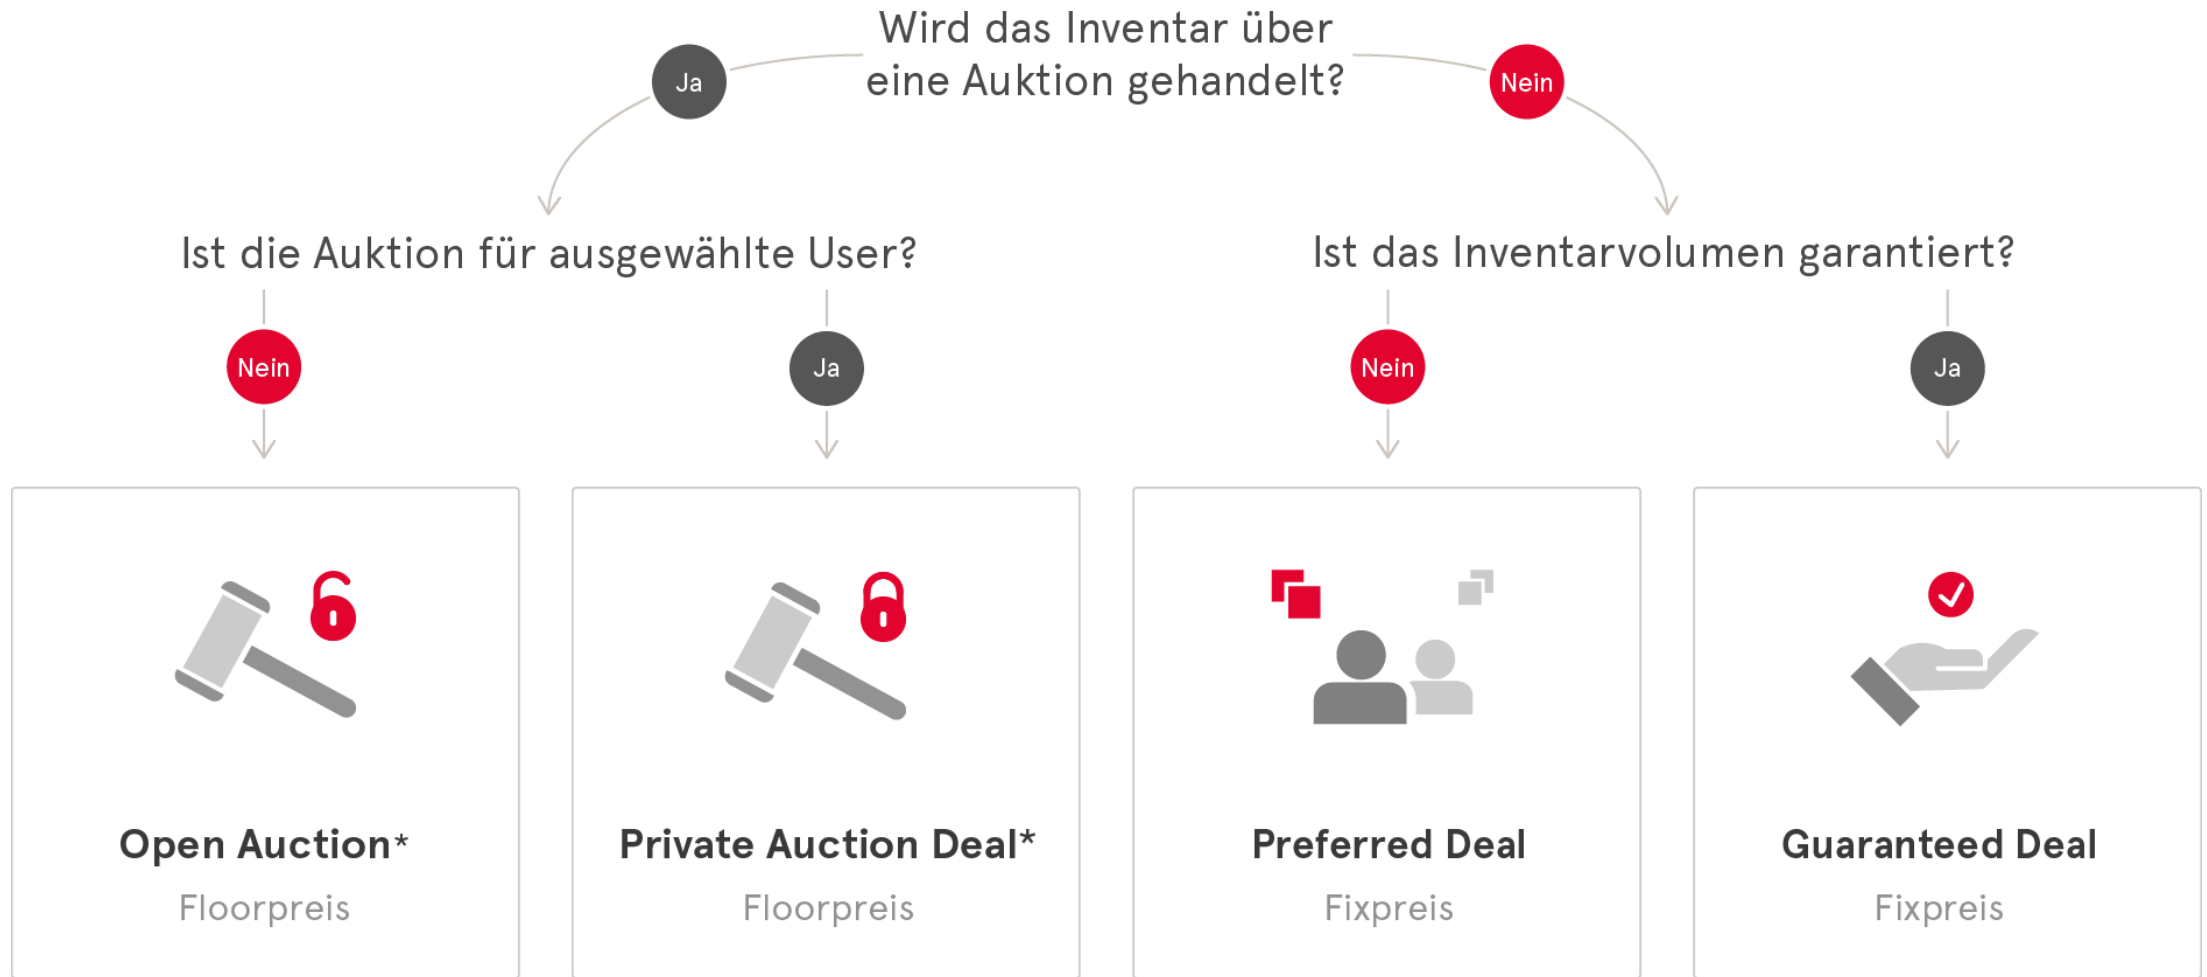 Wird das Inventar über
eine Auktion gehandelt?
Ja
Nein
Ist die Auktion für ausgewählte User?
Ist das Inventarvolumen garantiert?
Nein
Ja
Nein
Ja
Open Auction*
Floorpreis
Private Auction Deal*
Floorpreis
Preferred Deal
Fixpreis
Guaranteed Deal
Fixpreis